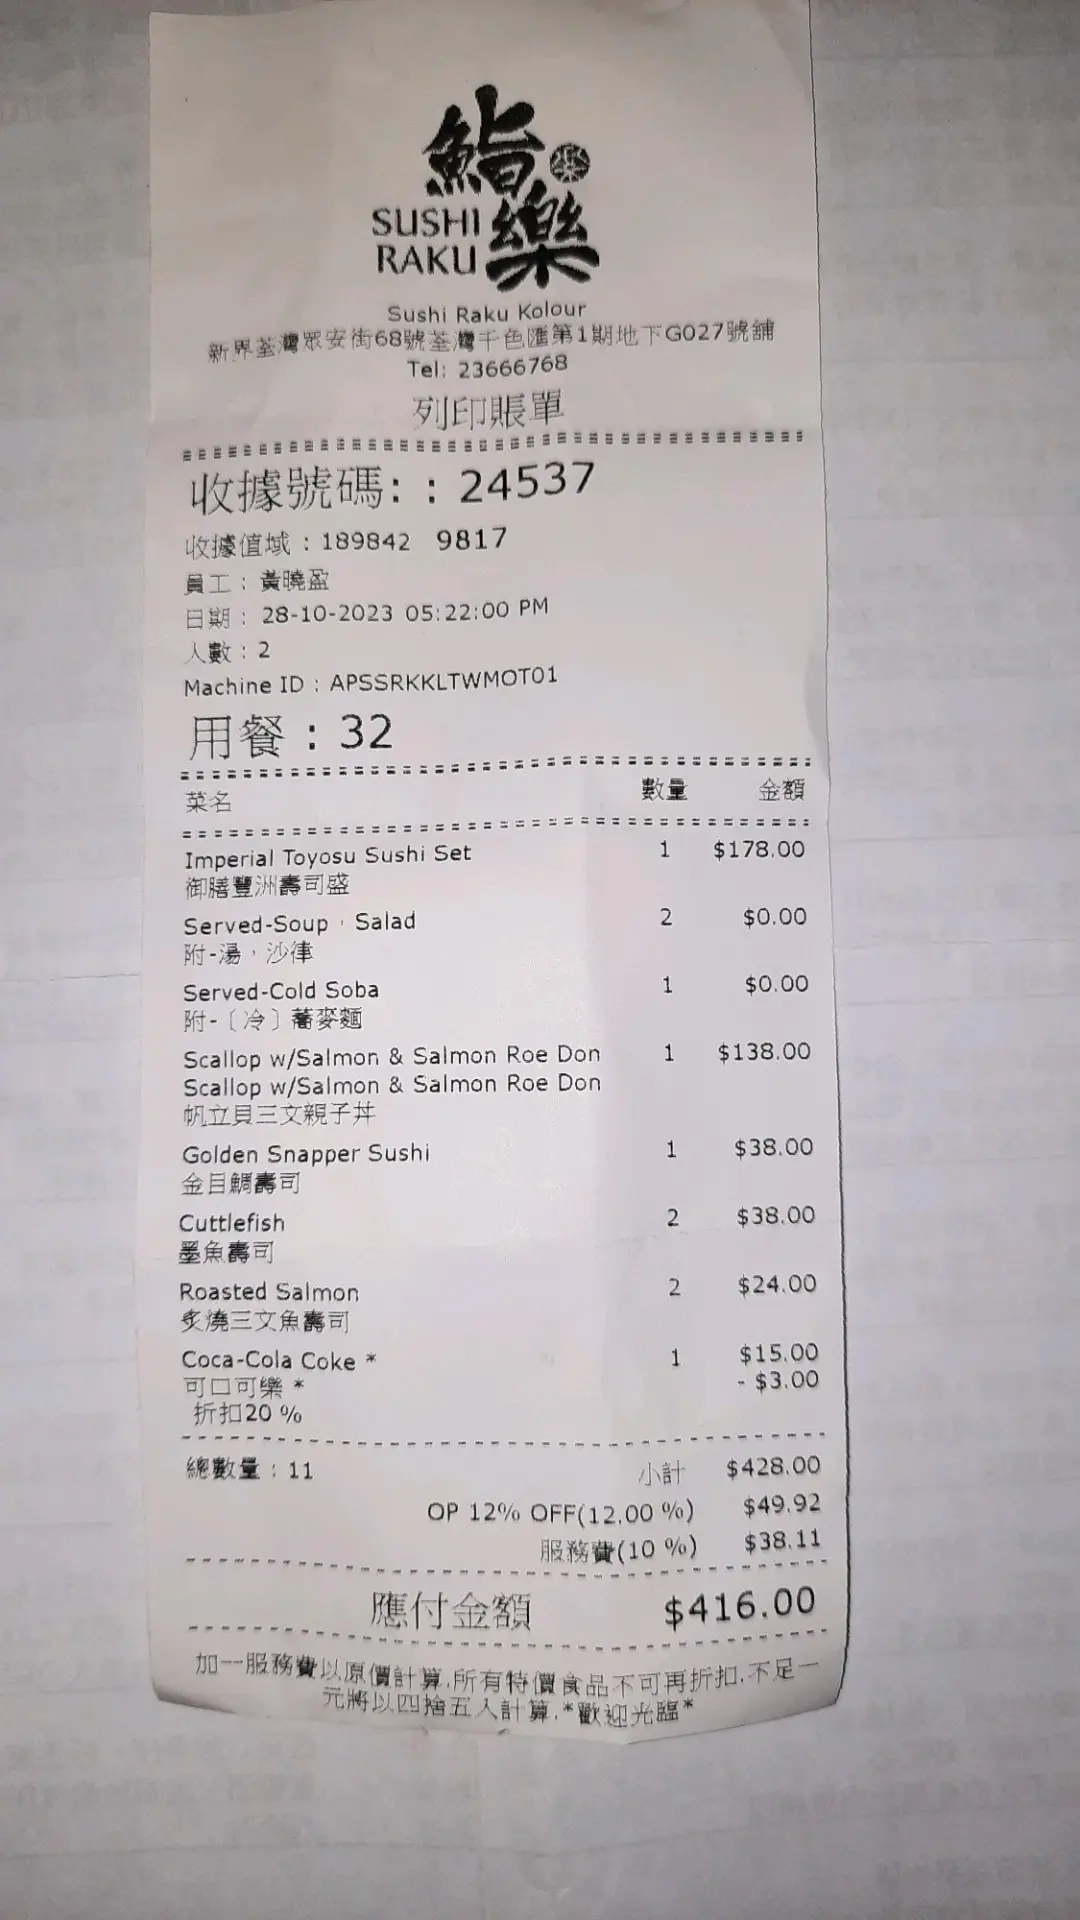 鮨樂
SUSHI
RAKU
Sushi Raku Kolour
新界荃灣眾安街68號荃灣千色匯第1期地下G027號舖
Tel: 23666768
列印賬單
收據號碼: : 24537
收據值域 : 189842 9817
員工 : 黃曉盈
日期 : 28-10-2023 05:22:00 PM
人數 : 2
Machine ID : APSSRKKLTWMOT01
用餐 : 32
菜名 數量 金額
Imperial Toyosu Sushi Set 1 $178.00
御膳豐洲壽司盛
Served-Soup，Salad 2 $0.00
附-湯，沙律
Served-Cold Soba 1 $0.00
附-〔冷〕蕎麥麵
Scallop w/Salmon & Salmon Roe Don 1 $138.00
Scallop w/Salmon & Salmon Roe Don
帆立貝三文親子丼
Golden Snapper Sushi 1 $38.00
金目鯛壽司
Cuttlefish 2 $38.00
墨魚壽司
Roasted Salmon 2 $24.00
炙燒三文魚壽司
Coca-Cola Coke * 1 $15.00
可口可樂 * - $3.00
折扣20 %
總數量 : 11 小計 $428.00
OP 12% OFF(12.00 %) $49.92
服務費(10 %) $38.11
應付金額 $416.00
加一服務費以原價計算.所有特價食品不可再折扣.不足一
元將以四捨五入計算.*歡迎光臨*